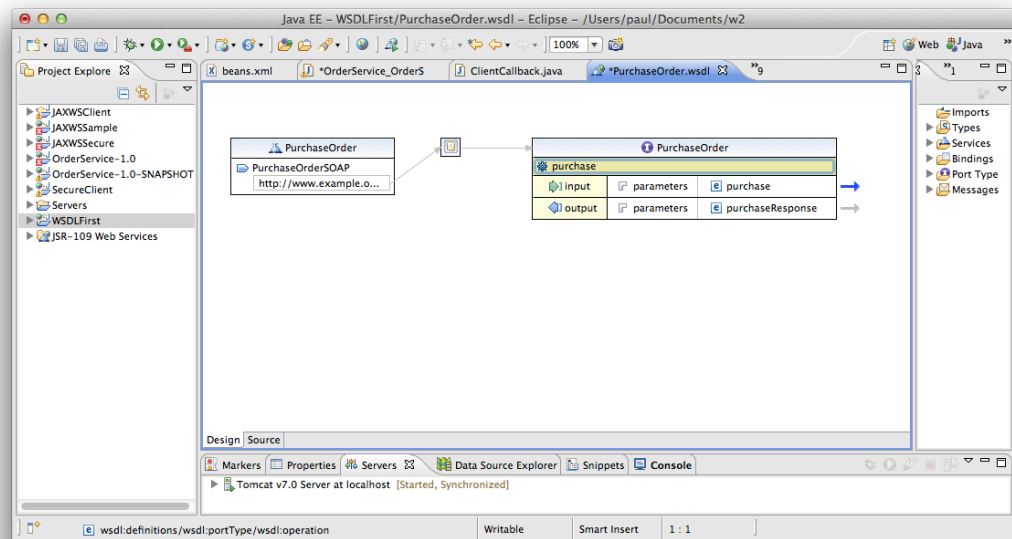 Java EE - WSDLFirst/PurchaseOrder.wsdl - Eclipse - /Users/paul/Documents/w2
100%
Web
Java
»
Project Explore
beans.xml
*OrderService_OrderS
ClientCallback.java
*PurchaseOrder.wsdl
»9
»1
JAXWSClient
JAXWSSample
JAXWSSecure
OrderService-1.0
OrderService-1.0-SNAPSHOT
SecureClient
Servers
WSDLFirst
JSR-109 Web Services
PurchaseOrder
PurchaseOrderSOAP
http://www.example.o...
PurchaseOrder
purchase
input parameters purchase
output parameters purchaseResponse
Imports
Types
Services
Bindings
Port Type
Messages
Design Source
Markers Properties Servers Data Source Explorer Snippets Console
Tomcat v7.0 Server at localhost [Started, Synchronized]
wsdl:definitions/wsdl:portType/wsdl:operation Writable Smart Insert 1 : 1